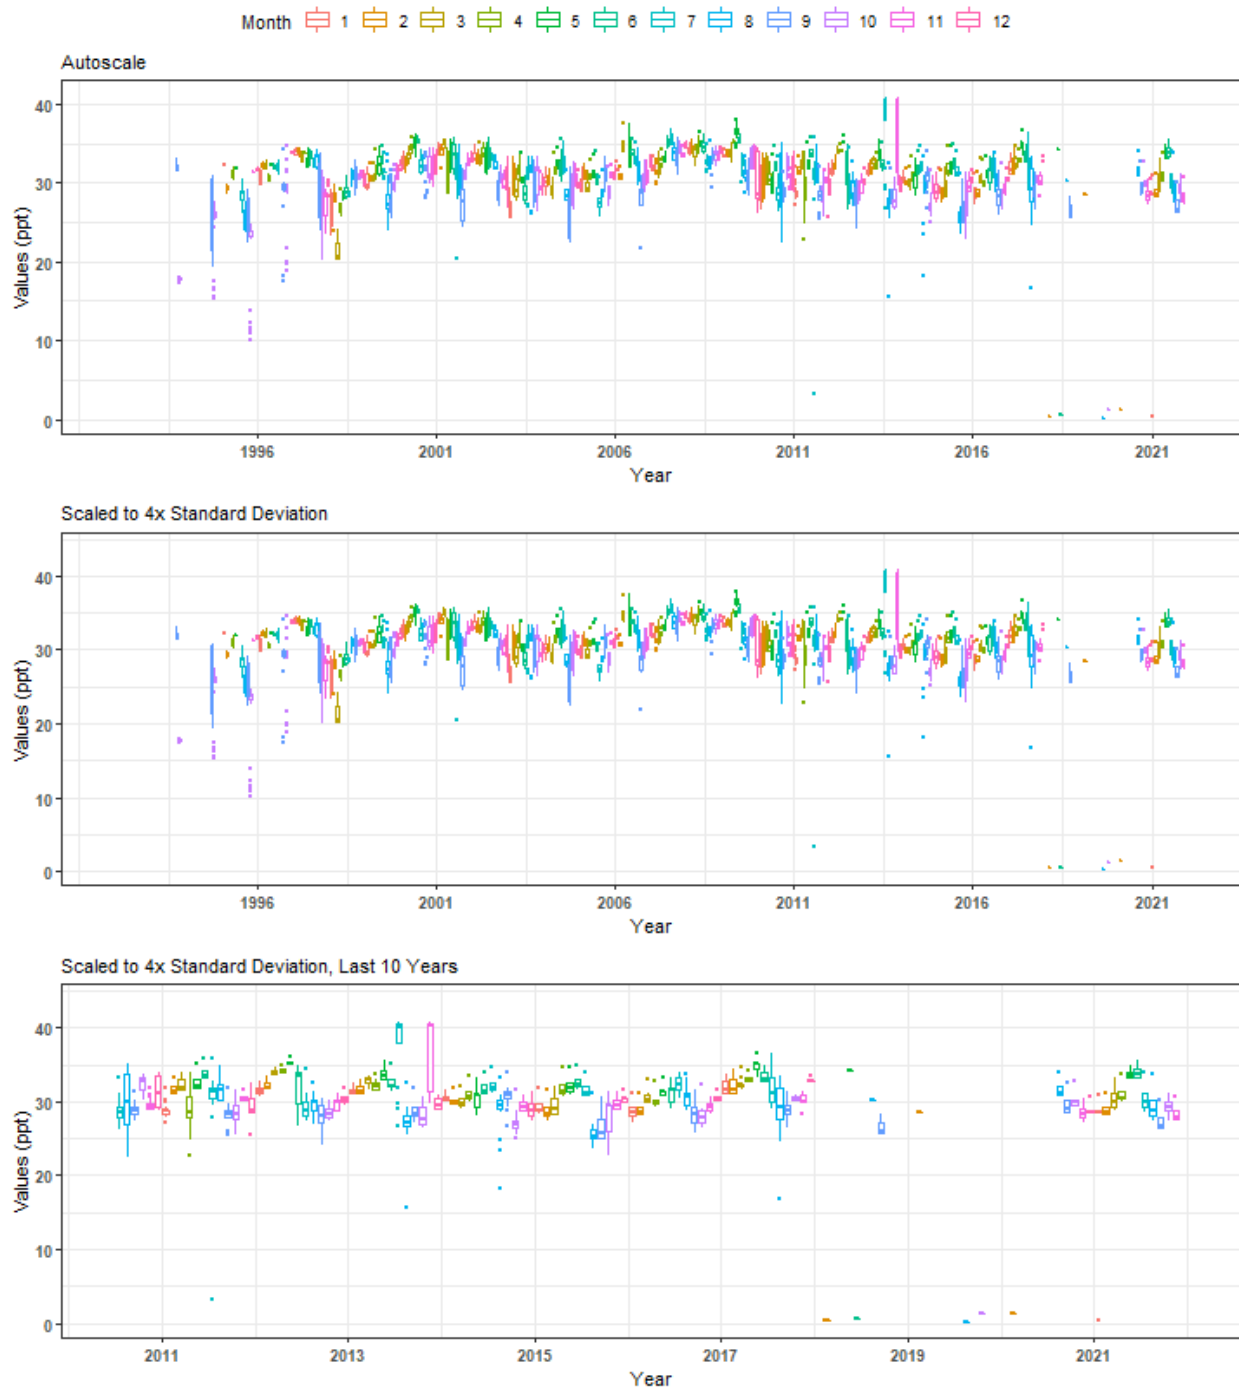 Month 1 2 3 4 5 6 7 8 9 10 11 12
Autoscale
40
30
20
10
0
Values (ppt)
1996 2001 2006 2011 2016 2021
Year
Scaled to 4x Standard Deviation
40
30
20
10
0
Values (ppt)
1996 2001 2006 2011 2016 2021
Year
Scaled to 4x Standard Deviation, Last 10 Years
40
30
20
10
0
Values (ppt)
2011 2013 2015 2017 2019 2021
Year